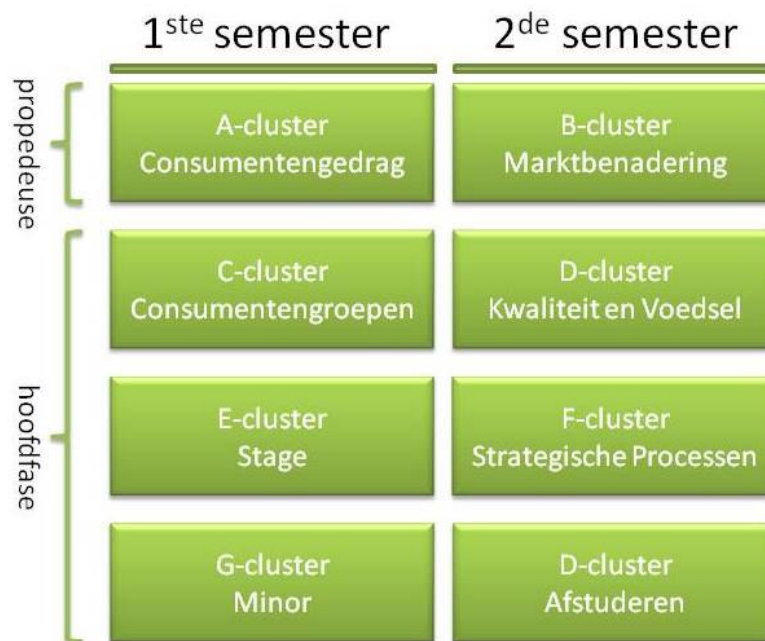 1ste semester
2de semester
propedeuse
A-cluster
Consumentengedrag
B-cluster
Marktbenadering
hoofdfase
C-cluster
Consumentengroepen
D-cluster
Kwaliteit en Voedsel
E-cluster
Stage
F-cluster
Strategische Processen
G-cluster
Minor
D-cluster
Afstuderen